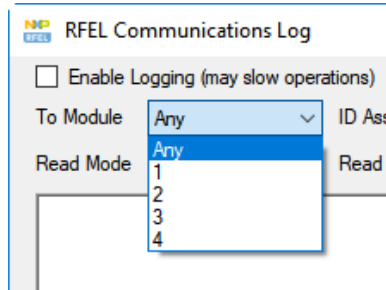 NXP
RFEL
RFEL Communications Log
Enable Logging (may slow operations)
To Module Any ID Ass
Any
Read Mode 1 Read
2
3
4